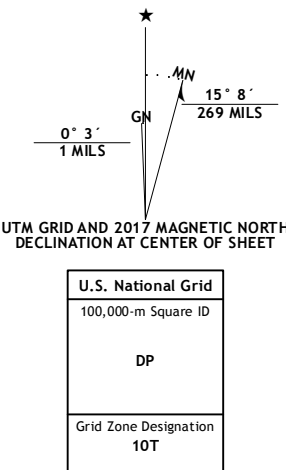 MN
GN
15° 8´
269 MILS
0° 3´
1 MILS
UTM GRID AND 2017 MAGNETIC NORTH
DECLINATION AT CENTER OF SHEET
U.S. National Grid
100,000-m Square ID
DP
Grid Zone Designation
10T